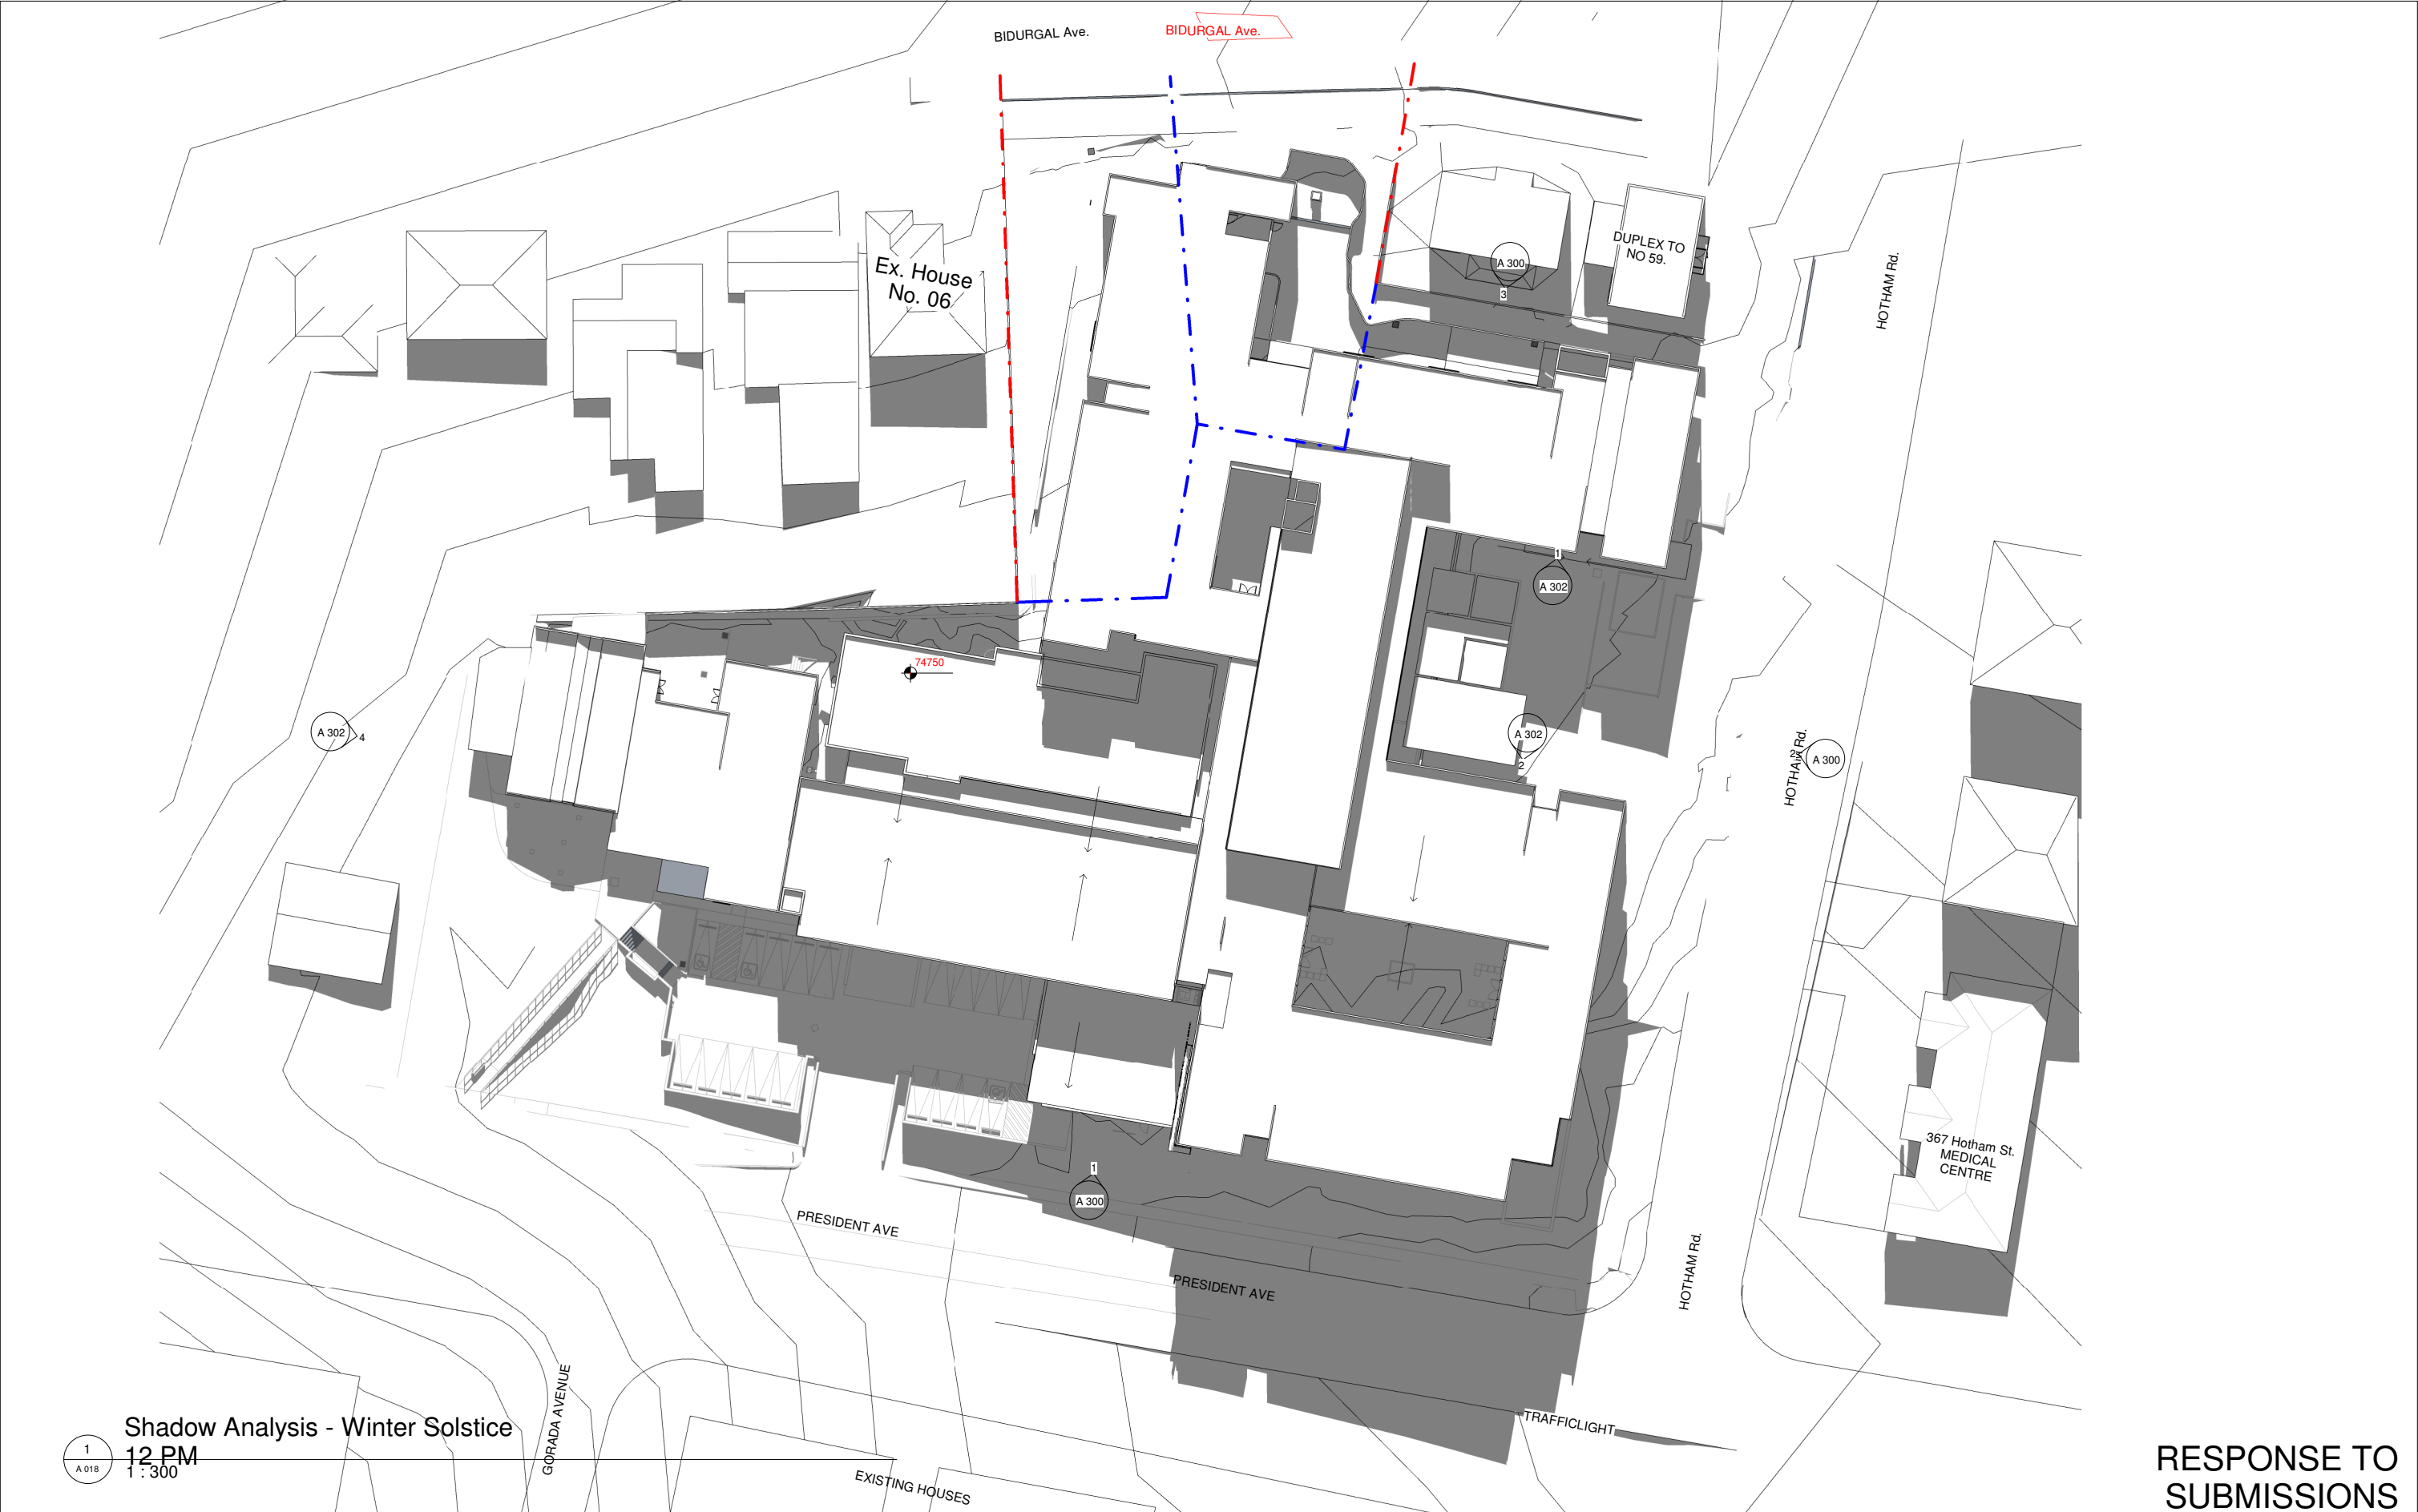 BIDURGAL Ave.
BIDURGAL Ave.
DUPLEX TO
NO 59.
A 300
3
HOTHAM Rd.
Ex. House
No. 06
1
A 302
74750
A 302
4
A 302
2
HOTHAM Rd.
2
A 300
367 Hotham St.
MEDICAL
CENTRE
1
A 300
PRESIDENT AVE
PRESIDENT AVE
HOTHAM Rd.
TRAFFICLIGHT
GORADA AVENUE
EXISTING HOUSES
1
A 018
Shadow Analysis - Winter Solstice
12 PM
1 : 300
RESPONSE TO
SUBMISSIONS